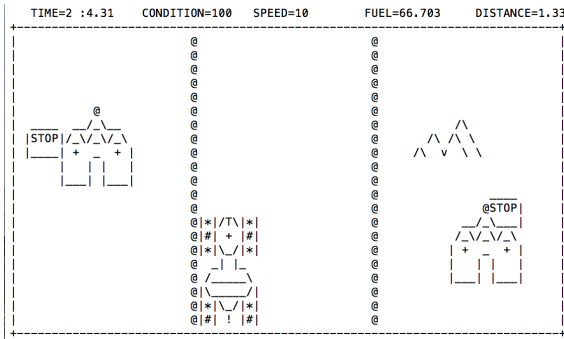 TIME=2 :4.31 CONDITION=100 SPEED=10 FUEL=66.703 DISTANCE=1.33
STOP
STOP